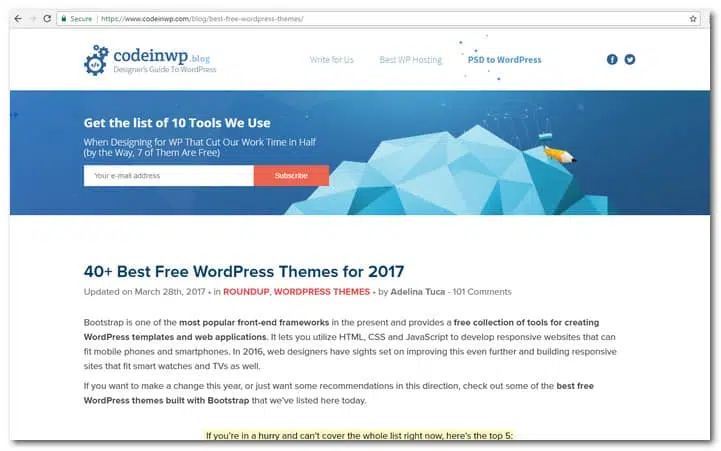 Secure https://www.codeinwp.com/blog/best-free-wordpress-themes/
codeinwp.blog
Designer's Guide To WordPress
Write for Us Best WP Hosting PSD to WordPress
Get the list of 10 Tools We Use
When Designing for WP That Cut Our Work Time in Half
(by the Way, 7 of Them Are Free)
Your e-mail address Subscribe
40+ Best Free WordPress Themes for 2017
Updated on March 28th, 2017 • in ROUNDUP, WORDPRESS THEMES • by Adelina Tuca - 101 Comments
Bootstrap is one of the most popular front-end frameworks in the present and provides a free collection of tools for creating
WordPress templates and web applications. It lets you utilize HTML, CSS and JavaScript to develop responsive websites that can
fit mobile phones and smartphones. In 2016, web designers have sights set on improving this even further and building responsive
sites that fit smart watches and TVs as well.
If you want to make a change this year, or just want some recommendations in this direction, check out some of the best free
WordPress themes built with Bootstrap that we've listed here today.
If you're in a hurry and can't cover the whole list right now, here's the top 5: